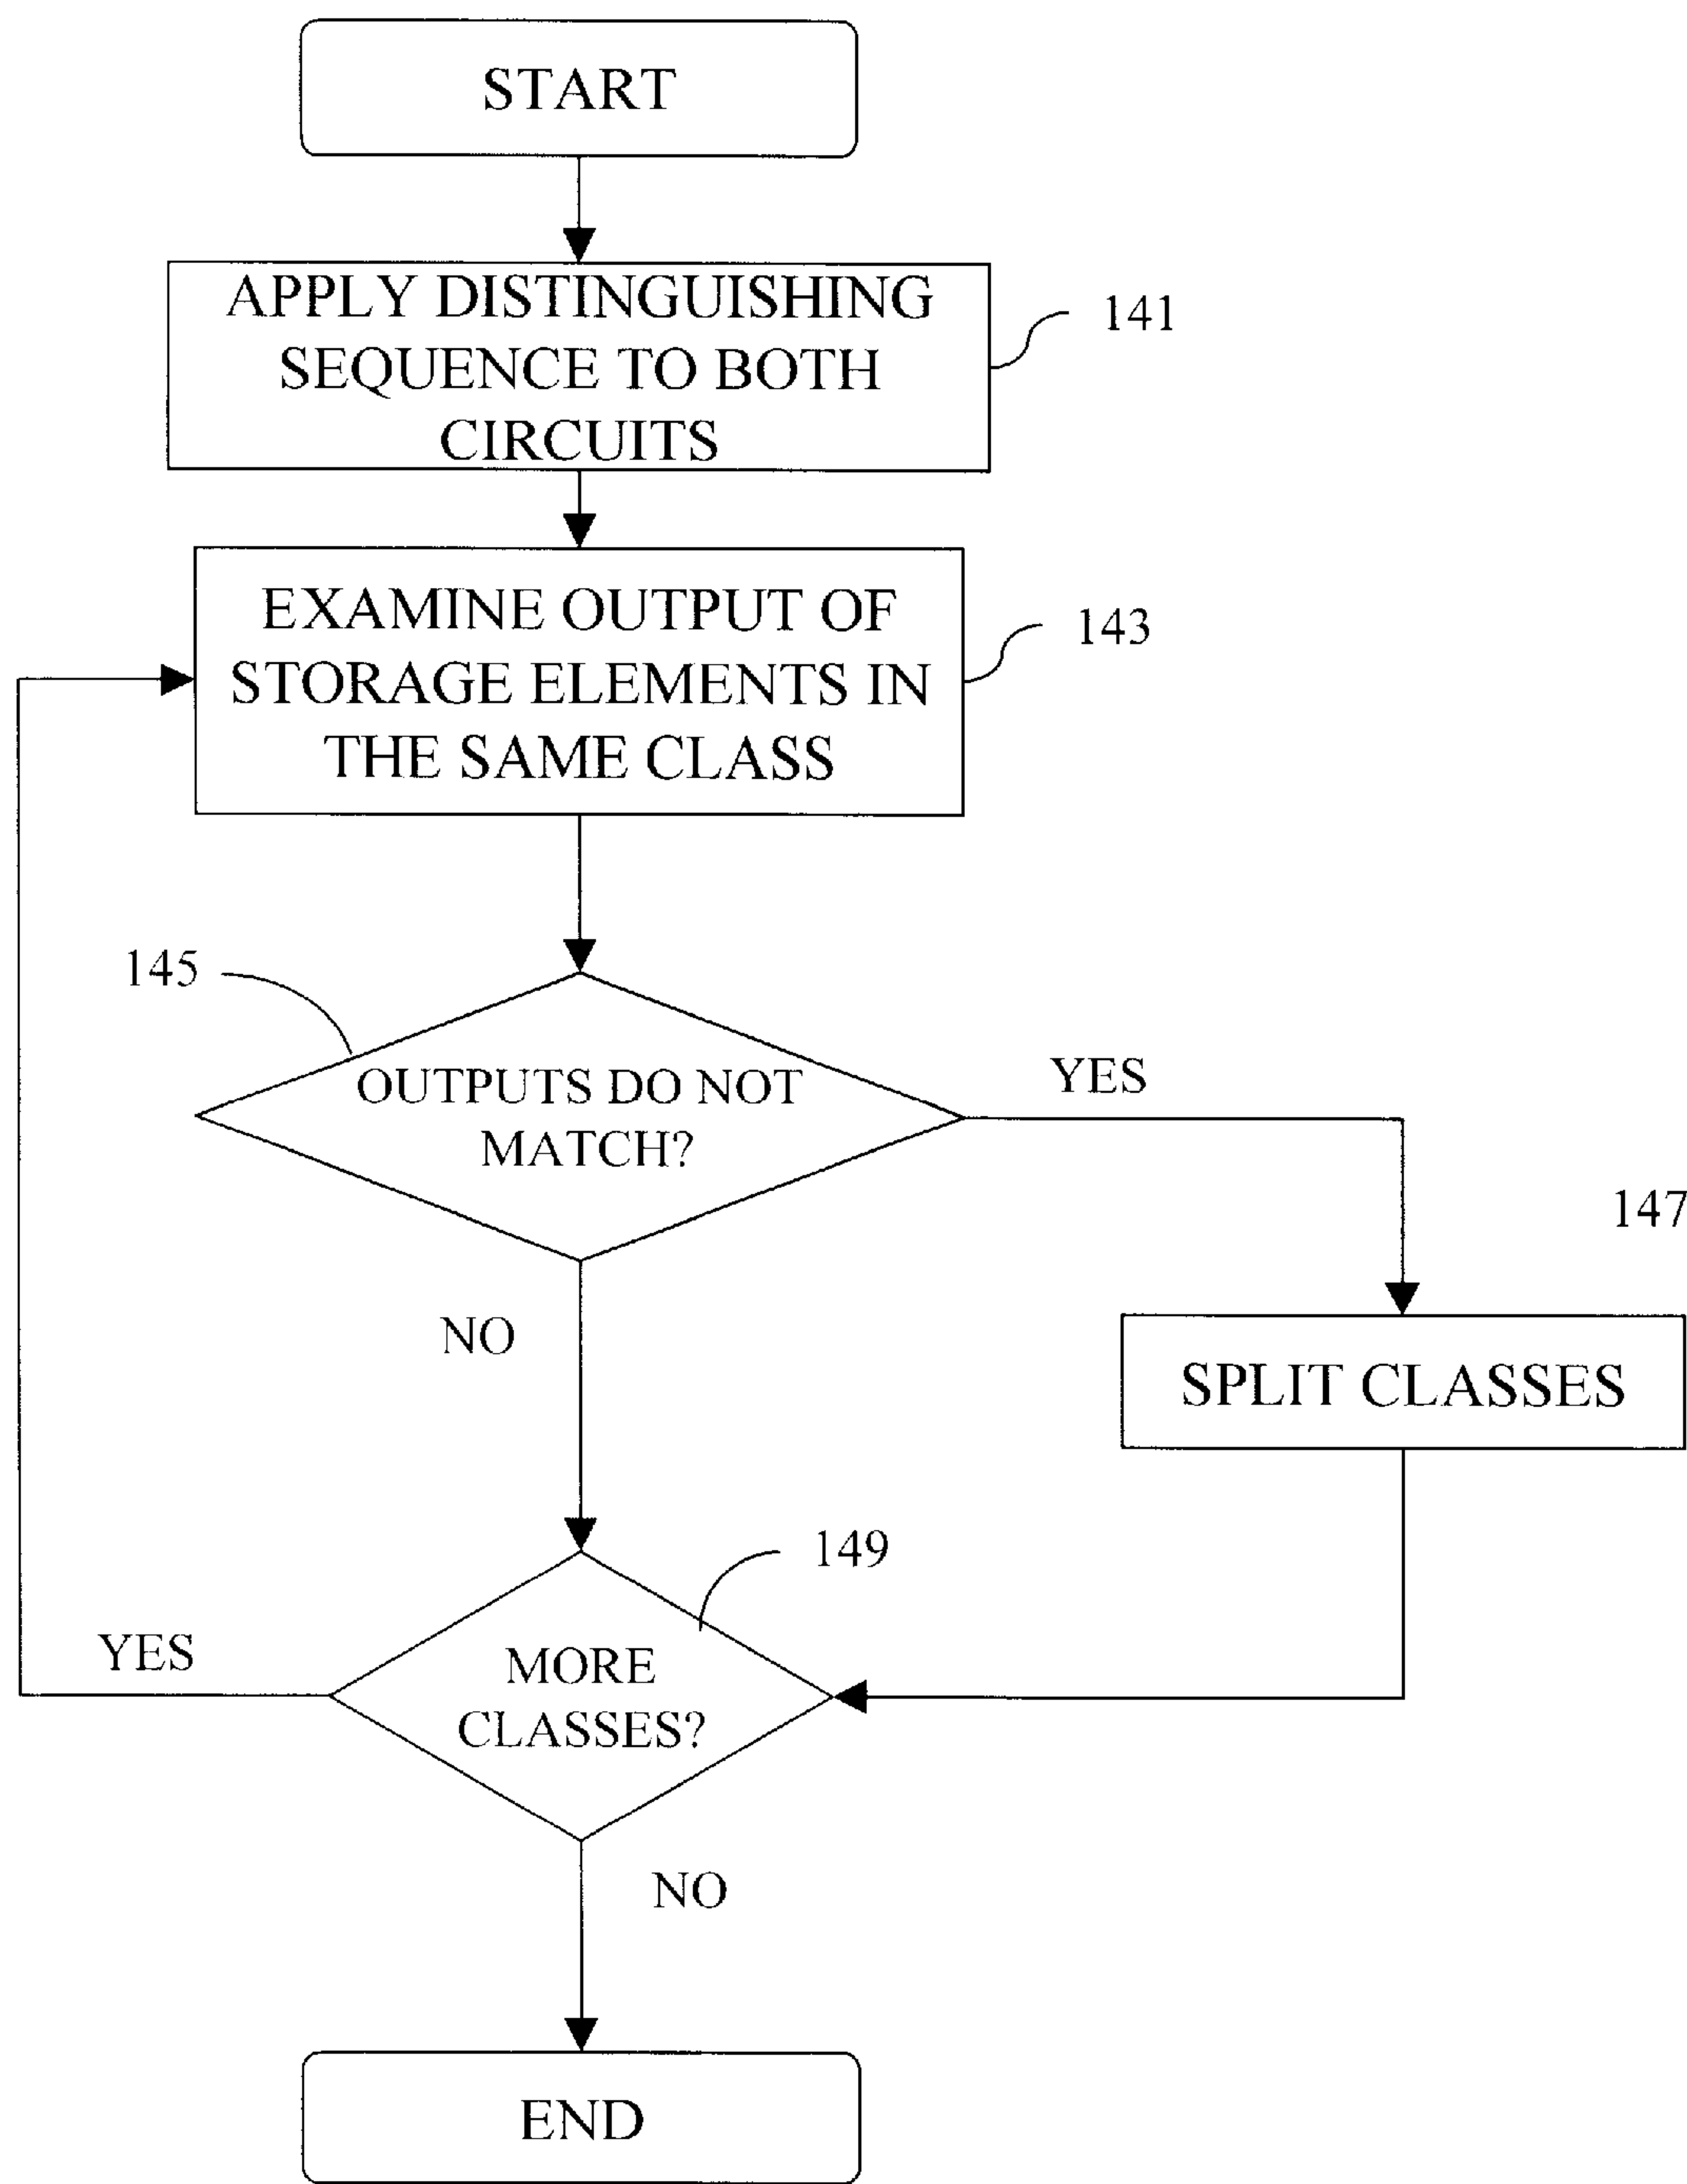 START
APPLY DISTINGUISHING
SEQUENCE TO BOTH
CIRCUITS
141
EXAMINE OUTPUT OF
STORAGE ELEMENTS IN
THE SAME CLASS
143
145
OUTPUTS DO NOT
MATCH?
YES
147
NO
SPLIT CLASSES
149
YES
MORE
CLASSES?
NO
END